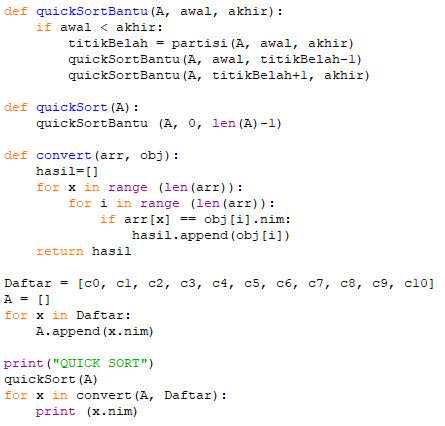 def quickSortBantu(A, awal, akhir):
    if awal < akhir:
        titikBelah = partisi(A, awal, akhir)
        quickSortBantu(A, awal, titikBelah-1)
        quickSortBantu(A, titikBelah+1, akhir)

def quickSort(A):
    quickSortBantu (A, 0, len(A)-1)

def convert(arr, obj):
    hasil=[]
    for x in range (len(arr)):
        for i in range (len(arr)):
            if arr[x] == obj[i].nim:
                hasil.append(obj[i])
    return hasil

Daftar = [c0, c1, c2, c3, c4, c5, c6, c7, c8, c9, c10]
A = []
for x in Daftar:
    A.append(x.nim)

print("QUICK SORT")
quickSort(A)
for x in convert(A, Daftar):
    print (x.nim)